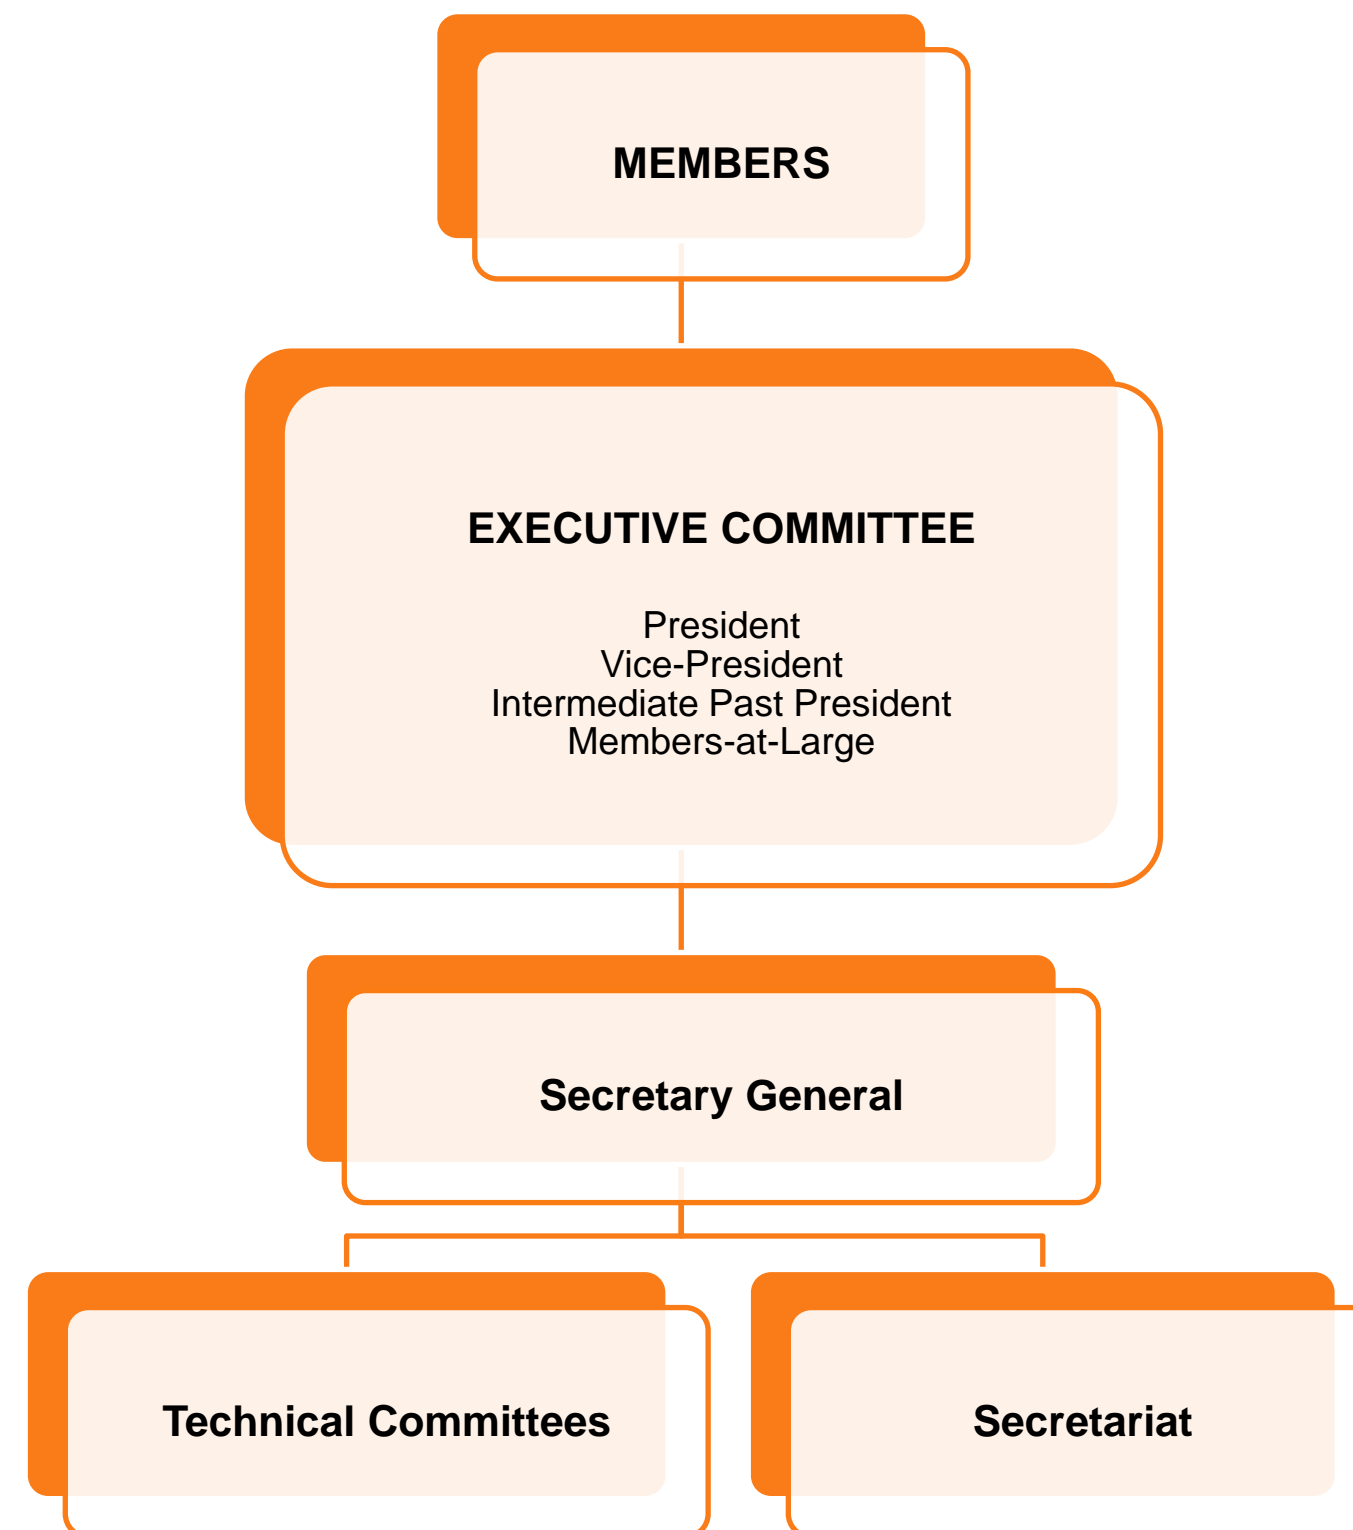 MEMBERS
EXECUTIVE COMMITTEE
President
Vice-President
Intermediate Past President
Members-at-Large
Secretary General
Technical Committees
Secretariat